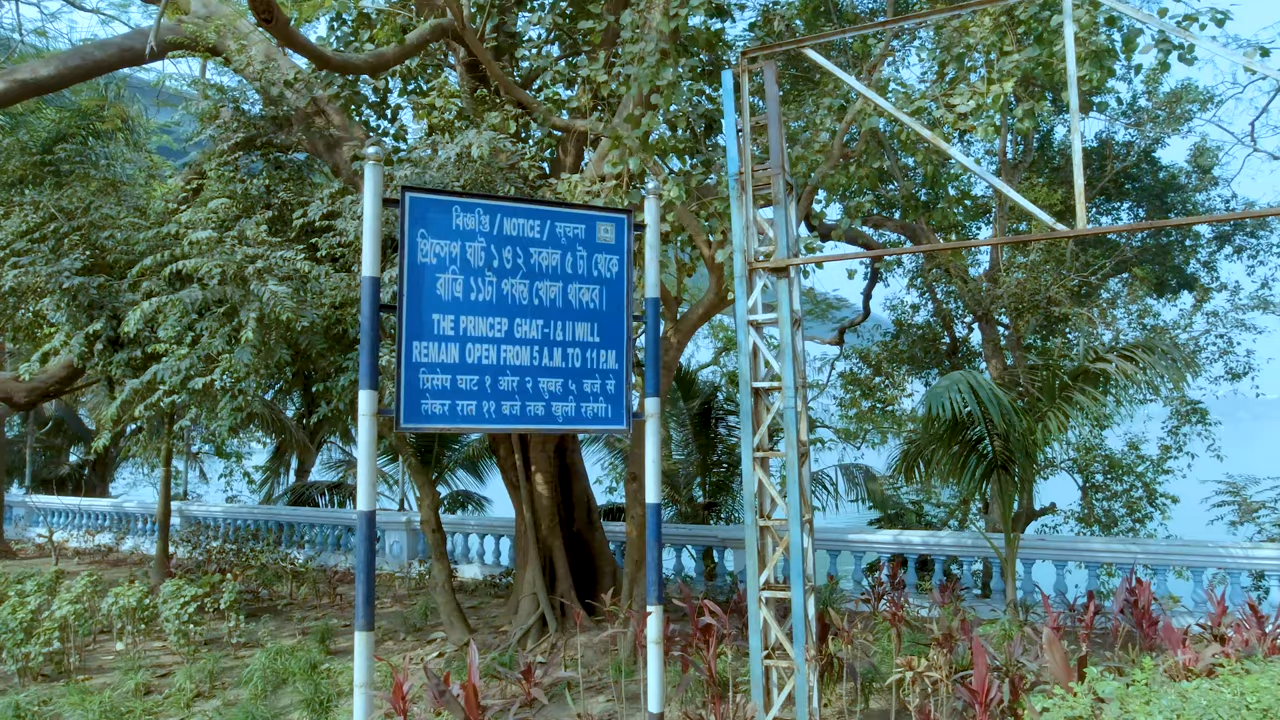 বিজ্ঞপ্তি / NOTICE / सूचना
প্রিন্সেপ ঘাট ১ ও ২ সকাল ৫ টা থেকে
রাত্রি ১১টা পর্যন্ত খোলা থাকবে।
THE PRINCEP GHAT-I & II WILL
REMAIN OPEN FROM 5 A.M. TO 11 P.M.
प्रिंसेप घाट १ ओर २ सुबह ५ बजे से
लेकर रात ११ बजे तक खुली रहेगी।